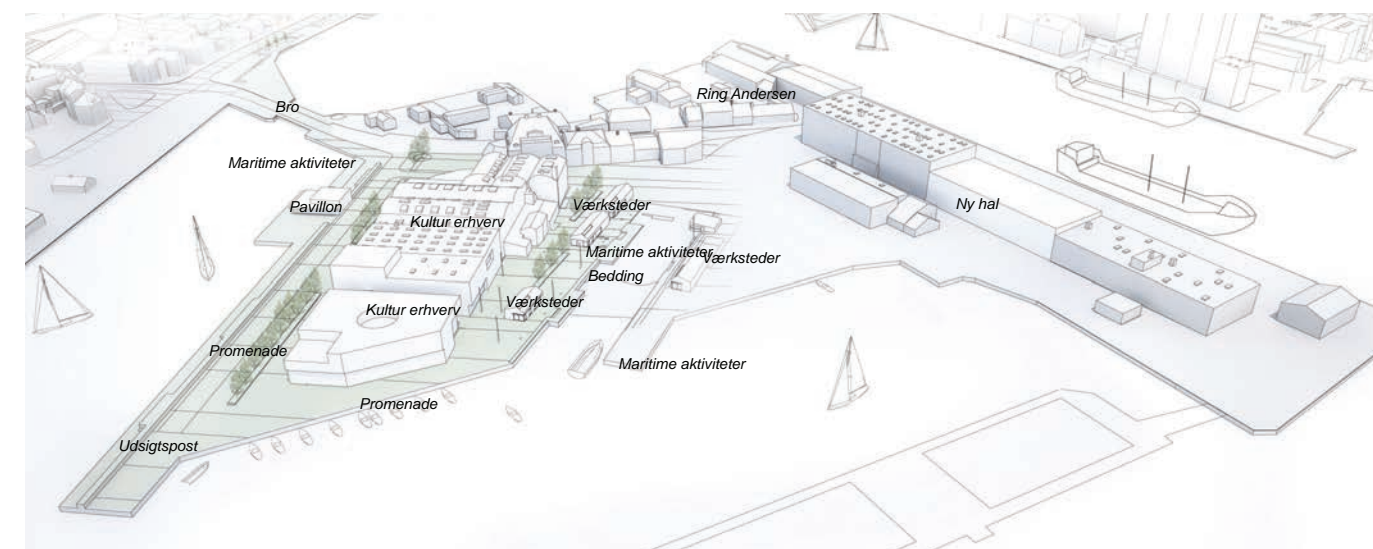 Ring Andersen
Bro
Maritime aktiviteter
Pavillon
Værksteder
Ny hal
Kultur erhverv
Maritime aktiviteter
Værksteder
Bedding
Værksteder
Kultur erhverv
Promenade
Maritime aktiviteter
Promenade
Udsigtspost